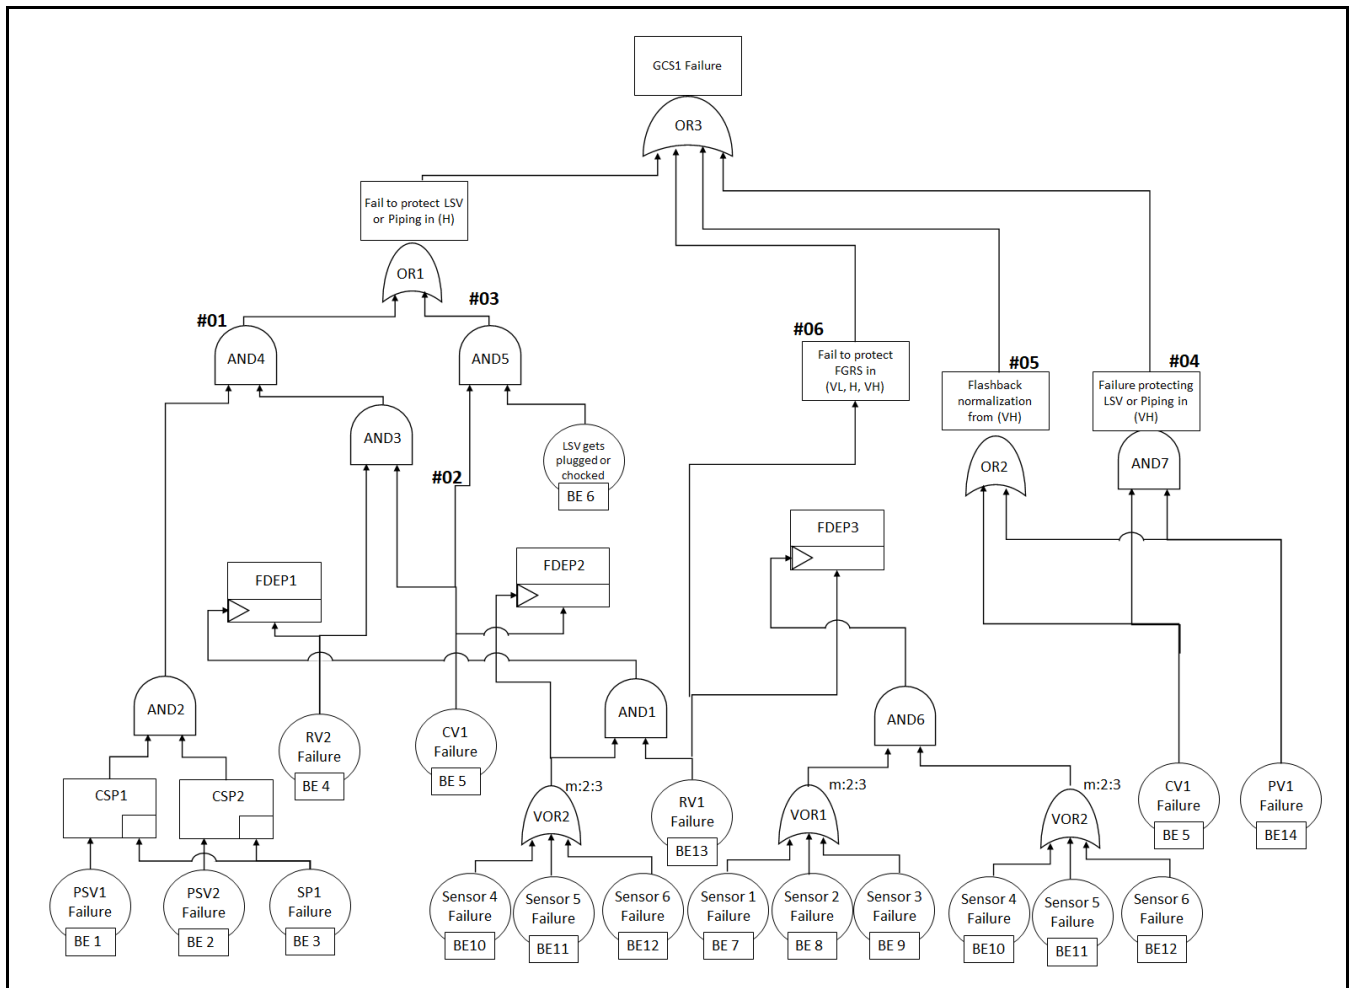 GCS1 Failure
OR3
Fail to protect LSV
or Piping in (H)
OR1
#03
#01
AND4
AND5
#06
Fail to protect
FGRS in
(VL, H, VH)
#05
Flashback
normalization
from (VH)
#04
Failure protecting
LSV or Piping in
(VH)
AND3
LSV gets
plugged or
chocked
BE 6
#02
OR2
AND7
FDEP3
FDEP2
FDEP1
AND2
RV2
Failure
BE 4
CV1
Failure
BE 5
AND1
AND6
CSP1
CSP2
m:2:3
VOR2
RV1
Failure
BE13
m:2:3
VOR1
m:2:3
VOR2
CV1
Failure
BE 5
PV1
Failure
BE14
PSV1
Failure
BE 1
PSV2
Failure
BE 2
SP1
Failure
BE 3
Sensor 4
Failure
BE10
Sensor 5
Failure
BE11
Sensor 6
Failure
BE12
Sensor 1
Failure
BE 7
Sensor 2
Failure
BE 8
Sensor 3
Failure
BE 9
Sensor 4
Failure
BE10
Sensor 5
Failure
BE11
Sensor 6
Failure
BE12